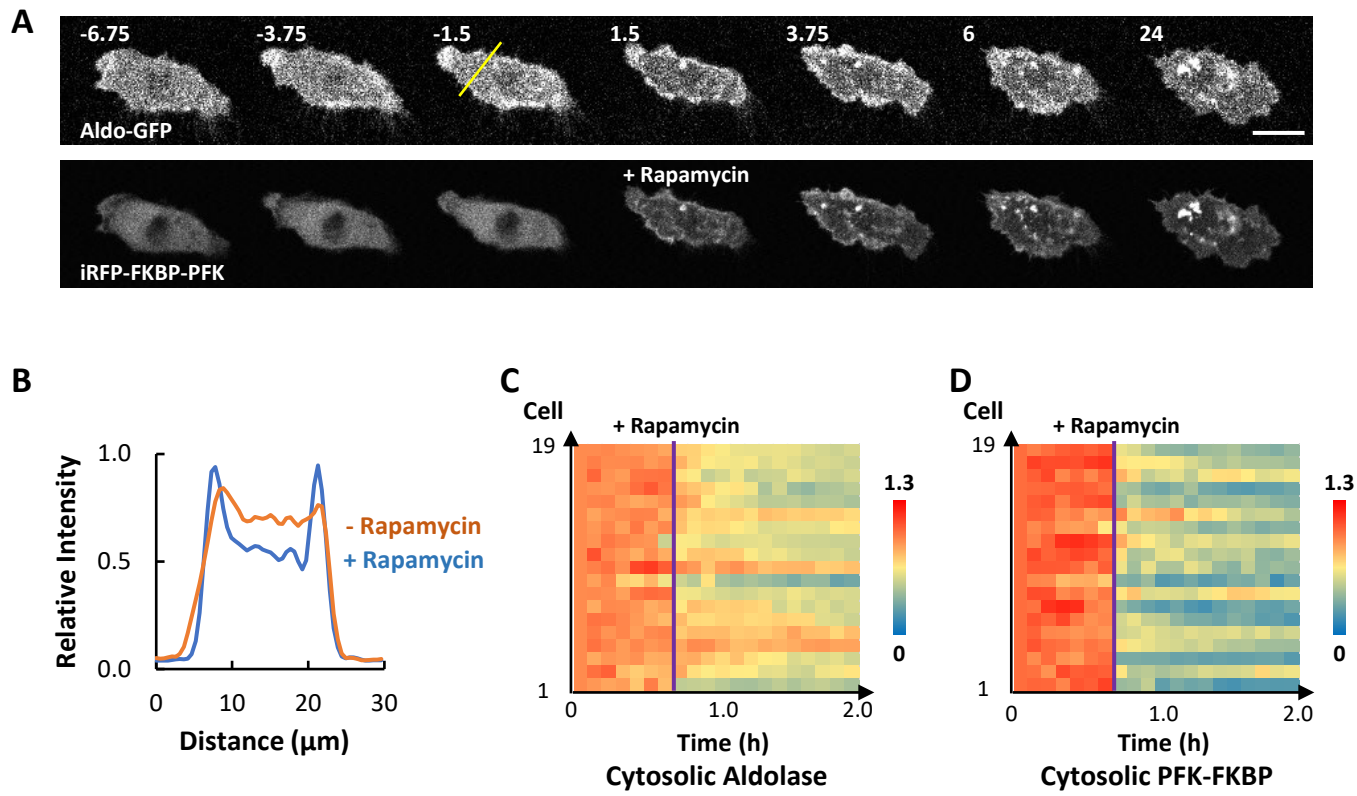 A
-6.75 -3.75 -1.5 1.5 3.75 6 24
Aldo-GFP
+ Rapamycin
iRFP-FKBP-PFK
B
1.0
0.5
0.0
0 10 20 30
Relative Intensity
Distance (µm)
- Rapamycin
+ Rapamycin
C
Cell
+ Rapamycin
19
1
0 1.0 2.0
Time (h)
Cytosolic Aldolase
1.3
0
D
Cell
+ Rapamycin
19
1
0 1.0 2.0
Time (h)
Cytosolic PFK-FKBP
1.3
0